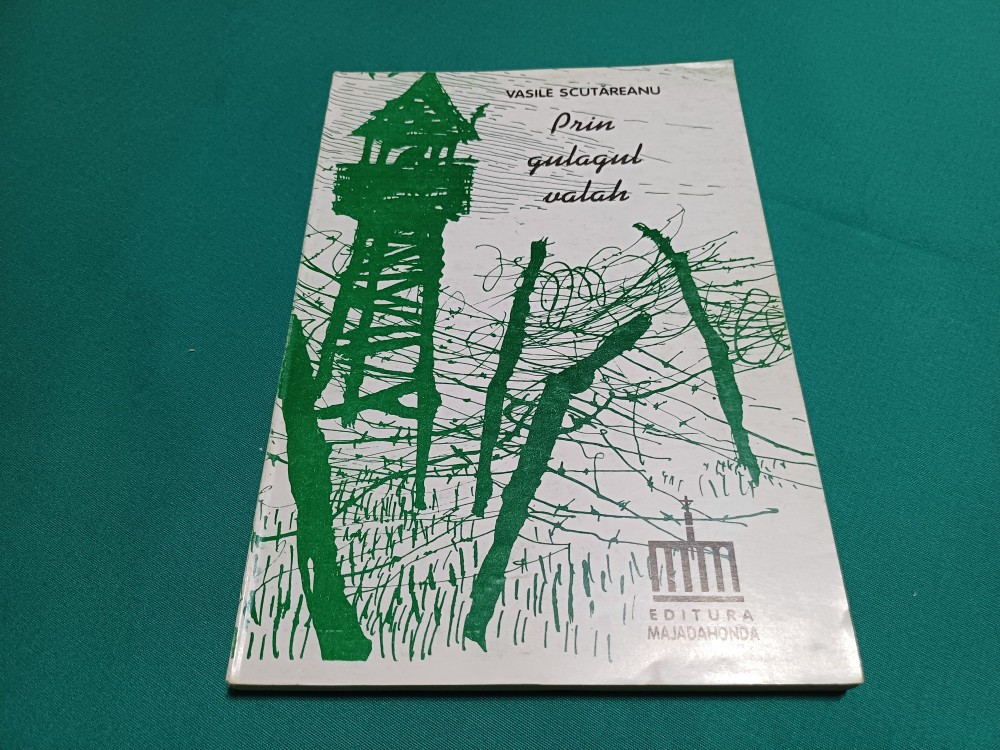 VASILE SCUTĂREANU
Prin
gulagul
valah
EDITURA
MAJADAHONDA